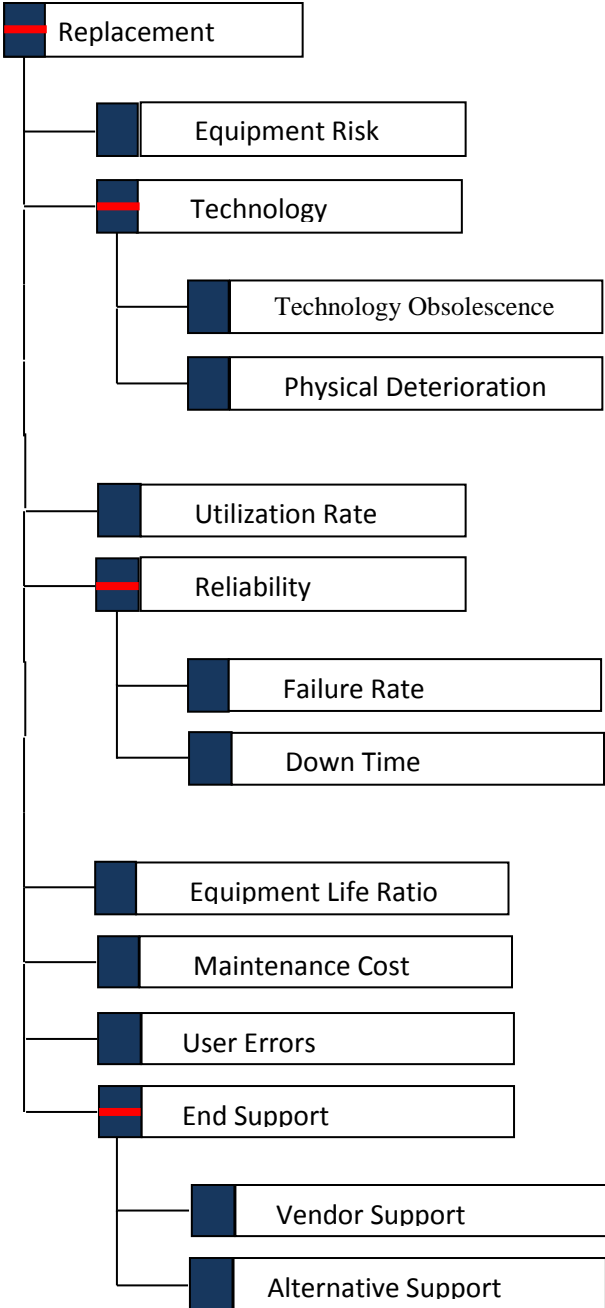 Replacement
Equipment Risk
Technology
Technology Obsolescence
Physical Deterioration
Utilization Rate
Reliability
Failure Rate
Down Time
Equipment Life Ratio
Maintenance Cost
User Errors
End Support
Vendor Support
Alternative Support